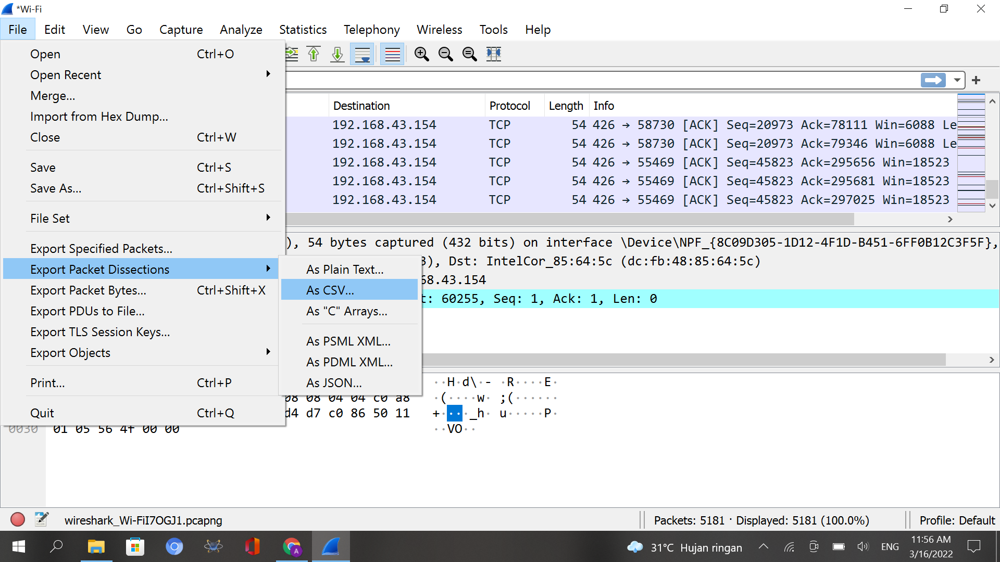 *Wi-Fi
File Edit View Go Capture Analyze Statistics Telephony Wireless Tools Help
Open Ctrl+O
Open Recent
Merge...
Import from Hex Dump...
Close Ctrl+W
Save Ctrl+S
Save As... Ctrl+Shift+S
File Set
Export Specified Packets...
Export Packet Dissections
Export Packet Bytes... Ctrl+Shift+X
Export PDUs to File...
Export TLS Session Keys...
Export Objects
Print... Ctrl+P
Quit Ctrl+Q
As Plain Text...
As CSV...
As "C" Arrays...
As PSML XML...
As PDML XML...
As JSON...
Destination Protocol Length Info
192.168.43.154 TCP 54 426 → 58730 [ACK] Seq=20973 Ack=78111 Win=6088 Le
192.168.43.154 TCP 54 426 → 58730 [ACK] Seq=20973 Ack=79346 Win=6088 Le
192.168.43.154 TCP 54 426 → 55469 [ACK] Seq=45823 Ack=295656 Win=18523
192.168.43.154 TCP 54 426 → 55469 [ACK] Seq=45823 Ack=295681 Win=18523
192.168.43.154 TCP 54 426 → 55469 [ACK] Seq=45823 Ack=297025 Win=18523
), 54 bytes captured (432 bits) on interface \Device\NPF_{8C09D305-1D12-4F1D-B451-6FF0B12C3F5F},
), Dst: IntelCor_85:64:5c (dc:fb:48:85:64:5c)
68.43.154
t: 60255, Seq: 1, Ack: 1, Len: 0
··H·d\·- ·R····E·
08 08 04 04 c0 a8 ·(····w· ;(······
d4 d7 c0 86 50 11 +····_h· u·····P·
0030 01 05 56 4f 00 00 ··VO··
wireshark_Wi-FiI7OGJ1.pcapng
Packets: 5181 · Displayed: 5181 (100.0%)
Profile: Default
31°C Hujan ringan
ENG
11:56 AM
3/16/2022
A